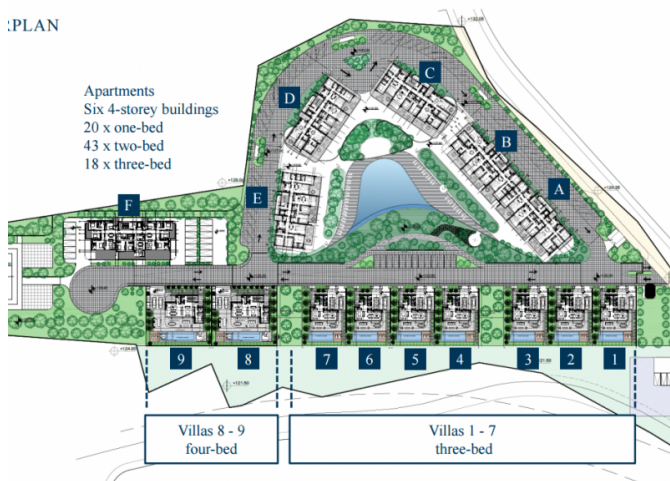 RPLAN
Apartments
Six 4-storey buildings
20 x one-bed
43 x two-bed
18 x three-bed
D
C
B
A
E
F
9
8
7
6
5
4
3
2
1
Villas 8 - 9
four-bed
Villas 1 - 7
three-bed